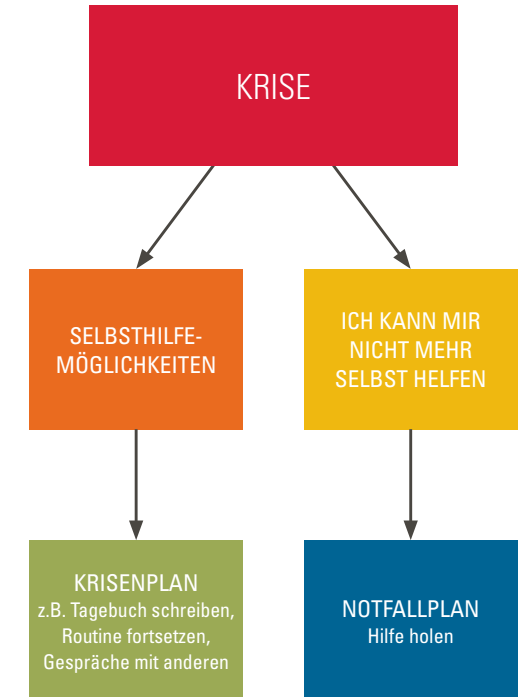 KRISE
SELBSTHILFE-
MÖGLICHKEITEN
ICH KANN MIR
NICHT MEHR
SELBST HELFEN
KRISENPLAN
z.B. Tagebuch schreiben,
Routine fortsetzen,
Gespräche mit anderen
NOTFALLPLAN
Hilfe holen